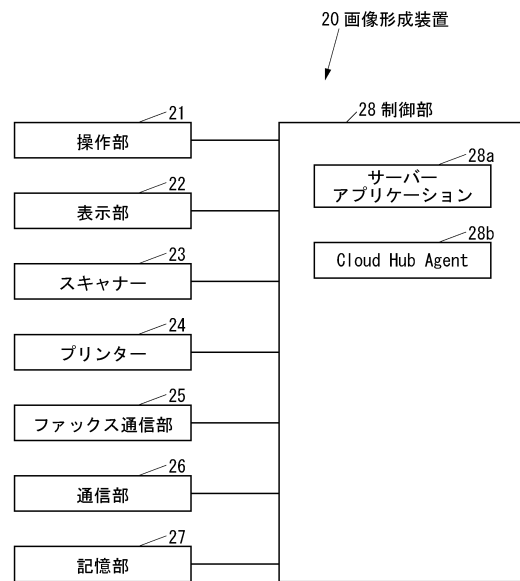 20 画像形成装置
28 制御部
21
操作部
22
表示部
23
スキャナー
24
プリンター
25
ファックス通信部
26
通信部
27
記憶部
28a
サーバー
アプリケーション
28b
Cloud Hub Agent